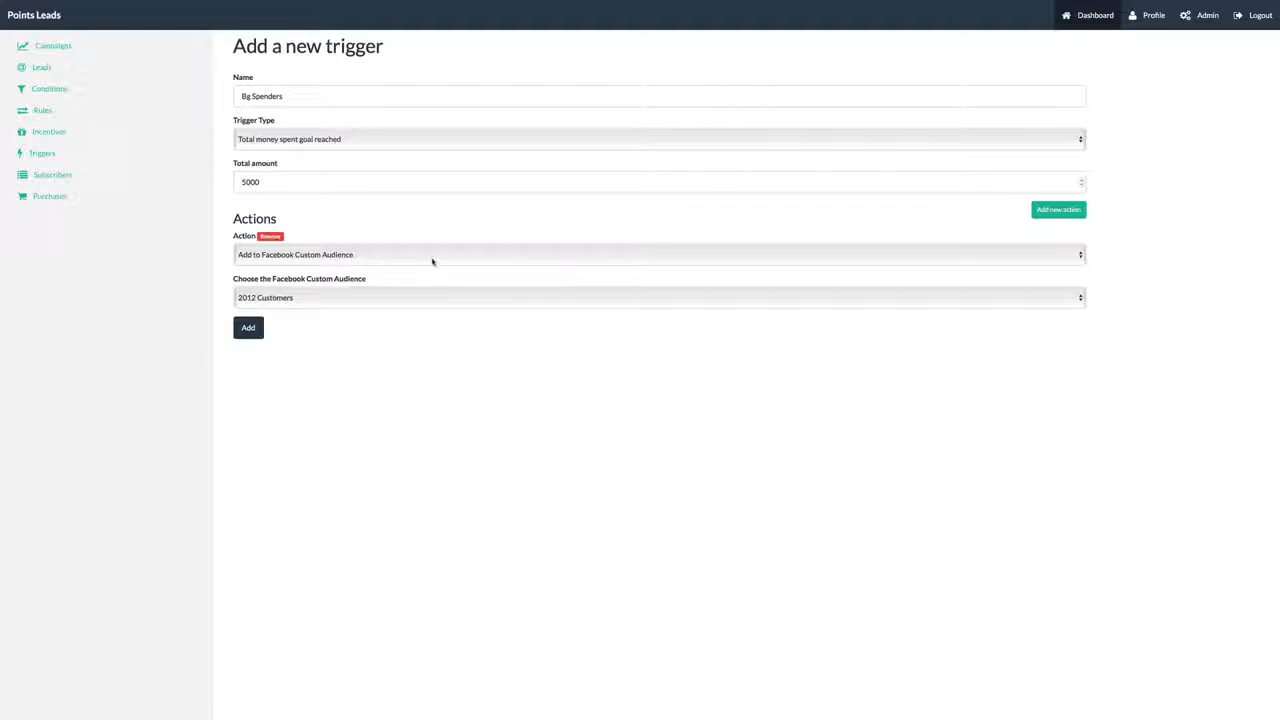 Points Leads
Dashboard
Profile
Admin
Logout
Campaigns
Leads
Conditions
Rules
Incentives
Triggers
Subscribers
Purchases
Add a new trigger
Name
Bg Spenders
Trigger Type
Total money spent goal reached
Total amount
5000
Add new action
Actions
Action Remove
Add to Facebook Custom Audience
Choose the Facebook Custom Audience
2012 Customers
Add